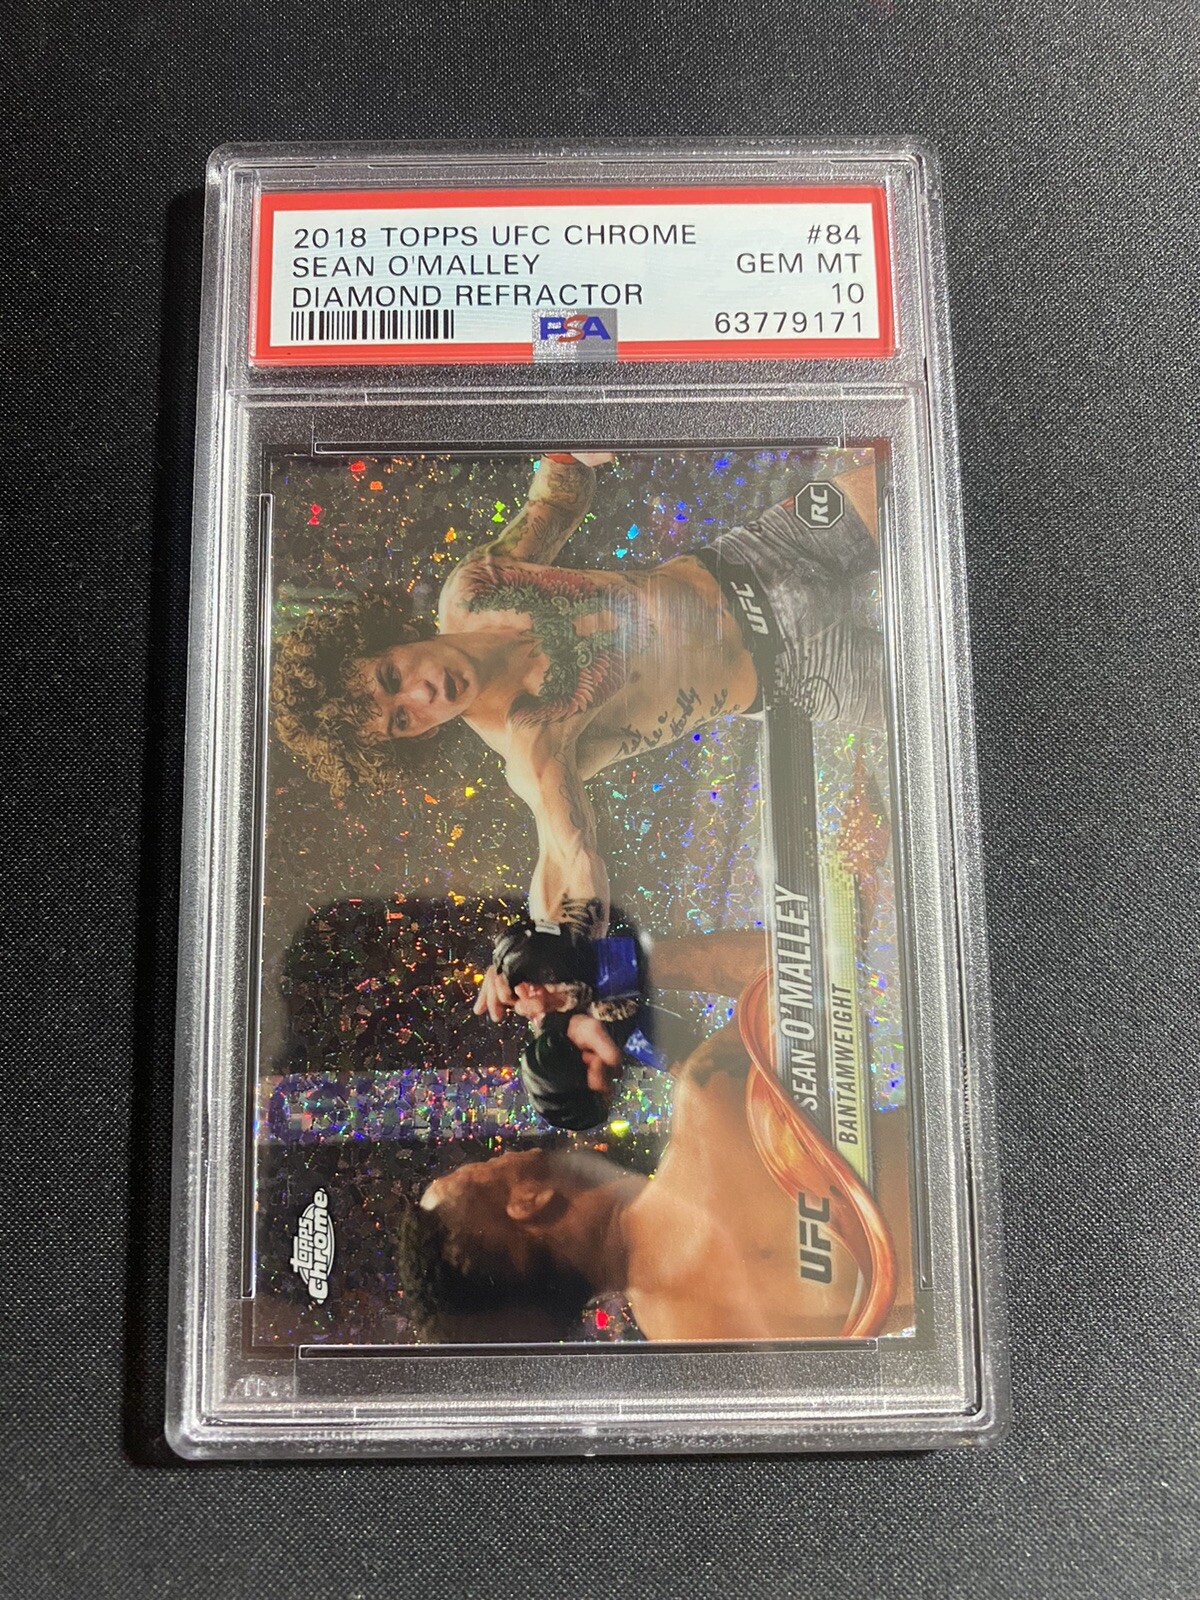 2018 TOPPS UFC CHROME #84
SEAN O'MALLEY GEM MT
DIAMOND REFRACTOR 10
PSA 63779171
RC
UFC
SEAN O'MALLEY
BANTAMWEIGHT
UFC
topps
chrome